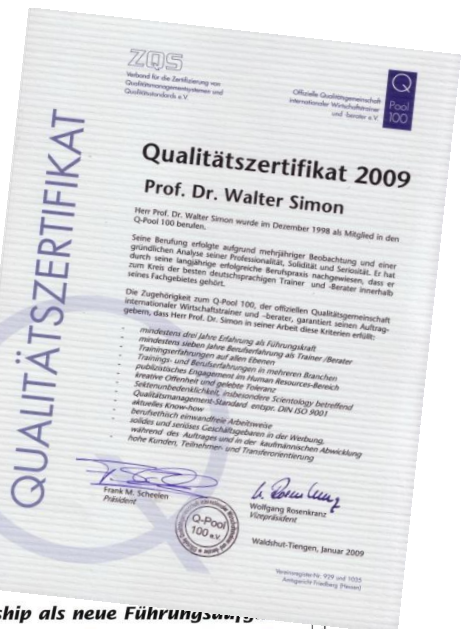 ZQS
Verband für die Zertifizierung von
Qualitätsmanagementsystemen und
Qualitätsstandards e.V.
Offizielle Qualitätsgemeinschaft
internationaler Wirtschaftstrainer
und -berater e.V.
Q
Pool
100
QUALITÄTSZERTIFIKAT
Qualitätszertifikat 2009
Prof. Dr. Walter Simon
Herr Prof. Dr. Walter Simon wurde im Dezember 1998 als Mitglied in den
Q-Pool 100 berufen.
Seine Berufung erfolgte aufgrund mehrjähriger Beobachtung und einer
gründlichen Analyse seiner Professionalität, Solidität und Seriosität. Er hat
durch seine langjährige erfolgreiche Berufspraxis nachgewiesen, dass er
zum Kreis der besten deutschsprachigen Trainer und -Berater innerhalb
seines Fachgebietes gehört.
Die Zugehörigkeit zum Q-Pool 100, der offiziellen Qualitätsgemeinschaft
internationaler Wirtschaftstrainer und –berater, garantiert seinen Auftrag-
gebern, dass Herr Prof. Dr. Simon in seiner Arbeit diese Kriterien erfüllt:
- mindestens drei Jahre Erfahrung als Führungskraft
- mindestens sieben Jahre Berufserfahrung als Trainer /Berater
- Trainingserfahrungen auf allen Ebenen
- Trainings- und Berufserfahrungen in mehreren Branchen
- publizistisches Engagement im Human Resources-Bereich
- kreative Offenheit und gelebte Toleranz
- Sektenunbedenklichkeit, insbesondere Scientology betreffend
- Qualitätsmanagement-Standard entspr. DIN ISO 9001
- aktuelles Know-how
- berufsethisch einwandfreie Arbeitsweise
- solides und seriöses Geschäftsgebaren in der Werbung,
während des Auftrages und in der kaufmännischen Abwicklung
- hohe Kunden, Teilnehmer- und Transferorientierung
Frank M. Scheelen
Präsident
Wolfgang Rosenkranz
Vizepräsident
Q-Pool
100 e.V.
Waldshut-Tiengen, Januar 2009
Vereinsregister-Nr. 929 und 1035
Amtsgericht Friedberg (Hessen)
ship als neue